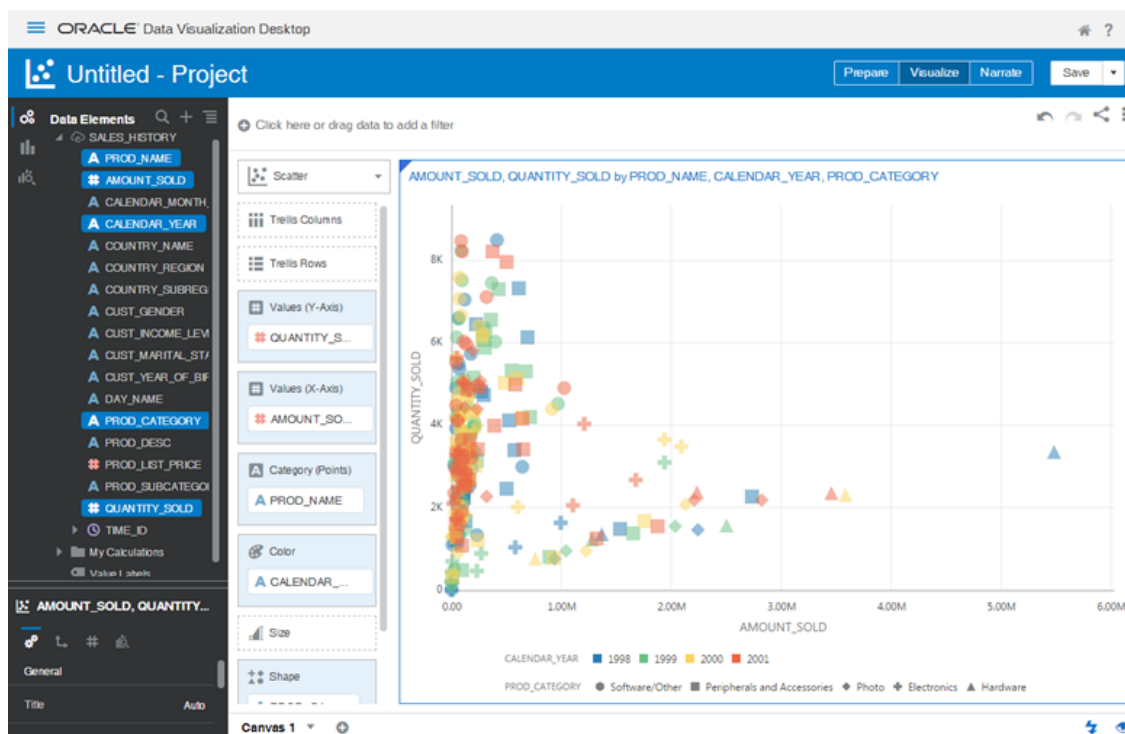 ORACLE Data Visualization Desktop
?
Untitled - Project
Prepare
Visualize
Narrate
Save
Data Elements
SALES_HISTORY
A PROD_NAME
# AMOUNT_SOLD
A CALENDAR_MONTH_
A CALENDAR_YEAR
A COUNTRY_NAME
A COUNTRY_REGION
A COUNTRY_SUBREG
A CUST_GENDER
A CUST_INCOME_LEV
A CUST_MARITAL_STA
A CUST_YEAR_OF_BIF
A DAY_NAME
A PROD_CATEGORY
A PROD_DESC
# PROD_LIST_PRICE
A PROD_SUBCATEGOI
# QUANTITY_SOLD
TIME_ID
My Calculations
Value Labels
AMOUNT_SOLD, QUANTITY...
#
General
Title
Auto
Click here or drag data to add a filter
Scatter
Trellis Columns
Trellis Rows
Values (Y-Axis)
# QUANTITY_S...
Values (X-Axis)
# AMOUNT_SO...
Category (Points)
A PROD_NAME
Color
A CALENDAR_...
Size
Shape
AMOUNT_SOLD, QUANTITY_SOLD by PROD_NAME, CALENDAR_YEAR, PROD_CATEGORY
QUANTITY_SOLD
8K
6K
4K
2K
0
0.00
1.00M
2.00M
3.00M
4.00M
5.00M
6.00M
AMOUNT_SOLD
CALENDAR_YEAR 1998 1999 2000 2001
PROD_CATEGORY Software/Other Peripherals and Accessories Photo Electronics Hardware
Canvas 1